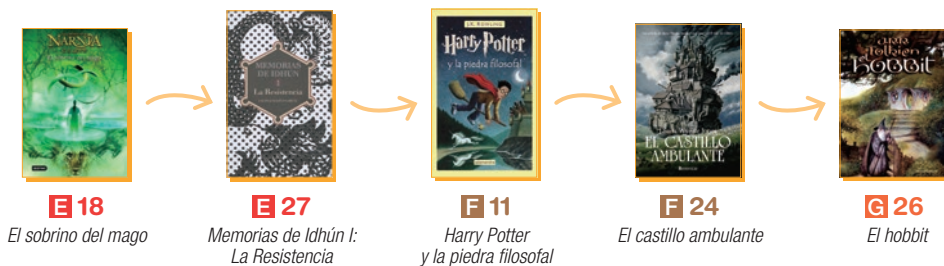 NARNIA
MEMORIAS
DE IDHÚN
I
La Resistencia
J.K. ROWLING
Harry Potter
y la piedra filosofal
EL CASTILLO
AMBULANTE
Tolkien
hobbit
E 18
El sobrino del mago
E 27
Memorias de Idhún I:
La Resistencia
F 11
Harry Potter
y la piedra filosofal
F 24
El castillo ambulante
G 26
El hobbit